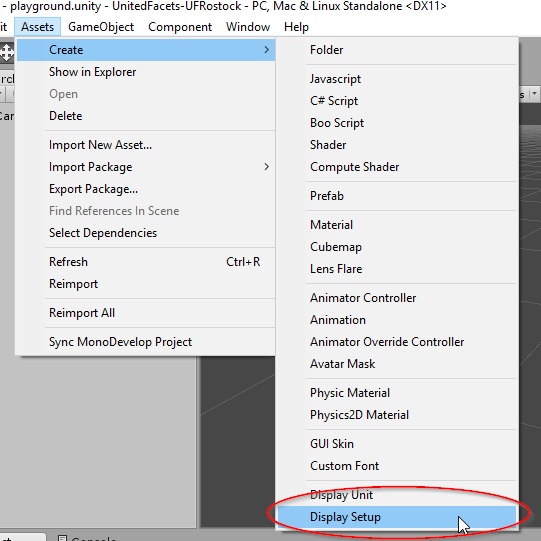 - playground.unity - UnitedFacets-UFRostock - PC, Mac & Linux Standalone <DX11>
it Assets GameObject Component Window Help
Create
Show in Explorer
Open
Delete
Import New Asset...
Import Package
Export Package...
Find References In Scene
Select Dependencies
Refresh Ctrl+R
Reimport
Reimport All
Sync MonoDevelop Project
Folder
Javascript
C# Script
Boo Script
Shader
Compute Shader
Prefab
Material
Cubemap
Lens Flare
Animator Controller
Animation
Animator Override Controller
Avatar Mask
Physic Material
Physics2D Material
GUI Skin
Custom Font
Display Unit
Display Setup
Console